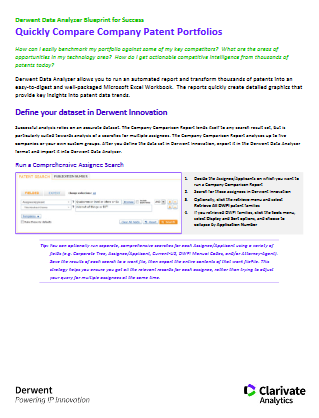 Derwent Data Analyzer Blueprint for Success
Quickly Compare Company Patent Portfolios
How can I easily benchmark my portfolio against some of my key competitors? What are the areas of
opportunities in my technology area? How do I get actionable competitive intelligence from thousands of
patents today?
Derwent Data Analyzer allows you to run an automated report and transform thousands of patents into an
easy-to-digest and well-packaged Microsoft Excel Workbook. The reports quickly create detailed graphics that
provide key insights into patent data trends.
Define your dataset in Derwent Innovation
Successful analysis relies on an accurate dataset. The Company Comparison Report lends itself to any search result set, but is
particularly suited towards analysis of a searches for multiple assignees. The Company Comparison Report analyzes up to five
companies or your own custom groups. After you define the data set in Derwent Innovation, export it in the Derwent Data Analyzer
format and import it into Derwent Data Analyzer.
Run a Comprehensive Assignee Search
PATENT SEARCH PUBLICATION NUMBER
1. Decide the Assignees/Applicants on which you want to
run a Company Comparison Report
2. Search for these assignees in Derwent Innovation
3. Optionally, click the Retrieve menu and select
Retrieve All DWPI patent families
4. If you retrieved DWPI families, click the Tools menu,
select Display and Sort options, and choose to
collapse by Application Number
Tip: You can optionally run separate, comprehensive searches for each Assignee/Applicant using a variety of
fields (e.g. Corporate Tree, Assignee/Applicant, Current-US, DWPI Manual Codes, and/or Attorney-Agent).
Save the results of each search to a work file, then export the entire contents of that work file. This
strategy helps you ensure you get all the relevant records for each assignee, rather than trying to adjust
your query for multiple assignees at the same time.
Derwent
Powering IP Innovation
Clarivate
Analytics